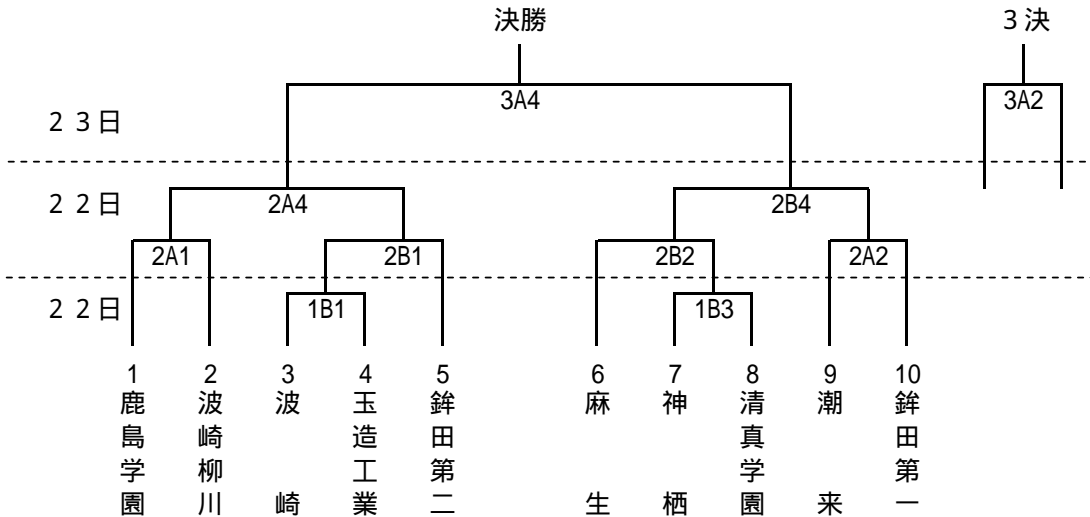 決勝
3決
3A4
3A2
23日
22日
2A4
2B4
2A1
2B1
2B2
2A2
22日
1B1
1B3
1 2 3 4 5 6 7 8 9 10
鹿島学園
波崎柳川
波崎
玉造工業
鉾田第二
麻生
神栖
清真学園
潮来
鉾田第一